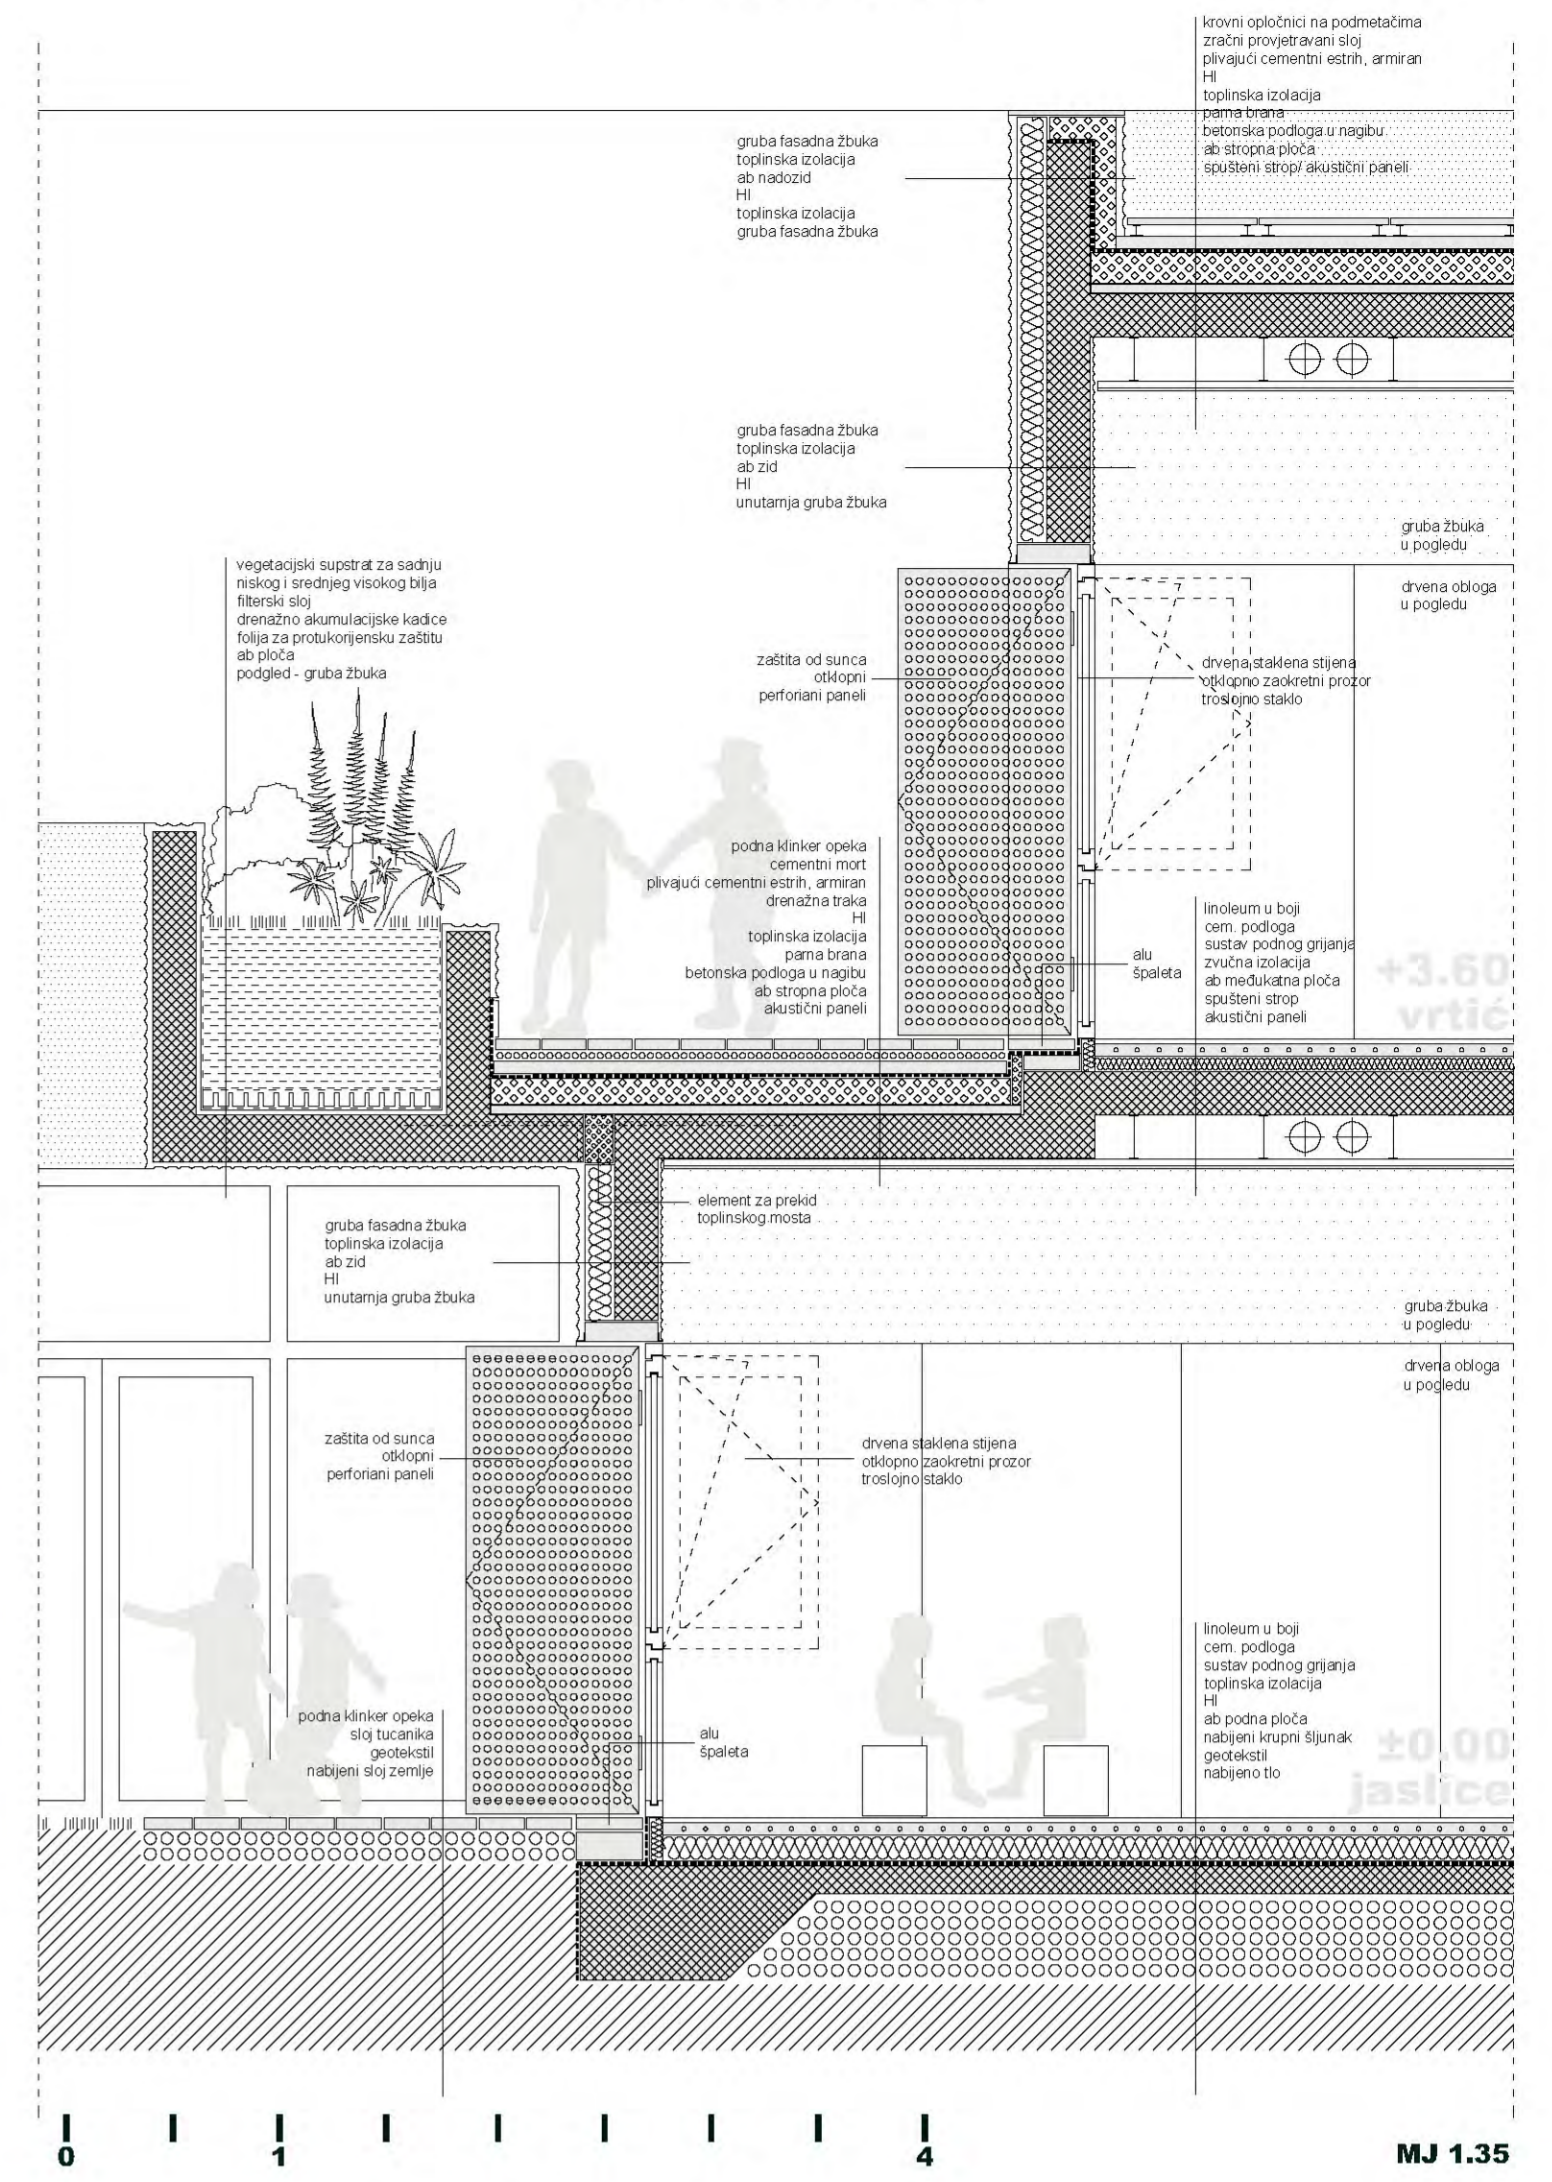 krovni opločnici na podmetačima
zračni provjetravani sloj
plivajući cementni estrih, armiran
HI
toplinska izolacija
parna brana
betonska podloga u nagibu
ab stropna ploča
spušteni strop/ akustični paneli
gruba fasadna žbuka
toplinska izolacija
ab nadozid
HI
toplinska izolacija
gruba fasadna žbuka
gruba fasadna žbuka
toplinska izolacija
ab zid
HI
unutarnja gruba žbuka
gruba žbuka
u pogledu
drvena obloga
u pogledu
vegetacijski supstrat za sadnju
niskog i srednjeg visokog bilja
filterski sloj
drenažno akumulacijske kadice
folija za protukorijensku zaštitu
ab ploča
podgled - gruba žbuka
zaštita od sunca
otklopni
perforiani paneli
drvena staklena stijena
otklopno zaokretni prozor
troslojno staklo
podna klinker opeka
cementni mort
plivajući cementni estrih, armiran
drenažna traka
HI
toplinska izolacija
parna brana
betonska podloga u nagibu
ab stropna ploča
akustični paneli
alu
špaleta
linoleum u boji
cem. podloga
sustav podnog grijanja
zvučna izolacija
ab međukatna ploča
spušteni strop
akustični paneli
+3.60
vrtić
element za prekid
toplinskog mosta
gruba fasadna žbuka
toplinska izolacija
ab zid
HI
unutarnja gruba žbuka
gruba žbuka
u pogledu
drvena obloga
u pogledu
zaštita od sunca
otklopni
perforiani paneli
drvena staklena stijena
otklopno zaokretni prozor
troslojno staklo
podna klinker opeka
sloj tucanika
geotekstil
nabijeni sloj zemlje
alu
špaleta
linoleum u boji
cem. podloga
sustav podnog grijanja
toplinska izolacija
HI
ab podna ploča
nabijeni krupni šljunak
geotekstil
nabijeno tlo
±0.00
jaslice
0 1 4
MJ 1.35